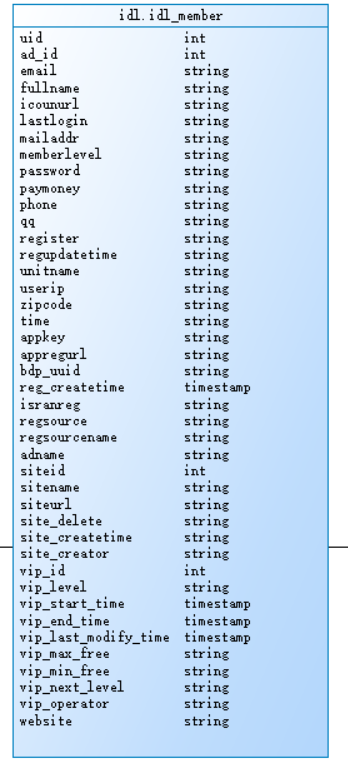 idl.idl_member
uid int
ad_id int
email string
fullname string
icounurl string
lastlogin string
mailaddr string
memberlevel string
password string
paymoney string
phone string
qq string
register string
regupdatetime string
unitname string
userip string
zipcode string
time string
appkey string
appregurl string
bdp_uuid string
reg_createtime timestamp
isranreg string
regsource string
regsourcename string
adname string
siteid int
sitename string
siteurl string
site_delete string
site_createtime string
site_creator string
vip_id int
vip_level string
vip_start_time timestamp
vip_end_time timestamp
vip_last_modify_time timestamp
vip_max_free string
vip_min_free string
vip_next_level string
vip_operator string
website string